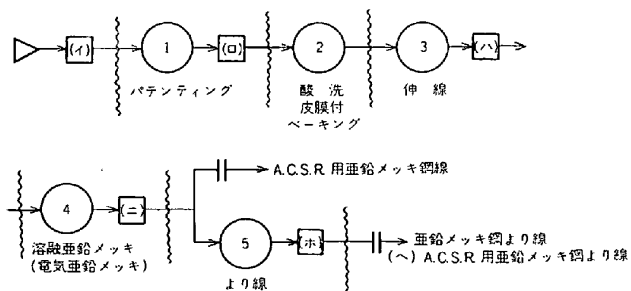 (イ)
1
(ロ)
2
3
(ハ)
パテンティング
酸洗
皮膜付
ベーキング
伸線
4
(ニ)
A.C.S.R.用亜鉛メッキ鋼線
溶融亜鉛メッキ
(電気亜鉛メッキ)
5
(ホ)
より線
亜鉛メッキ鋼より線
(ヘ)A.C.S.R.用亜鉛メッキ鋼より線